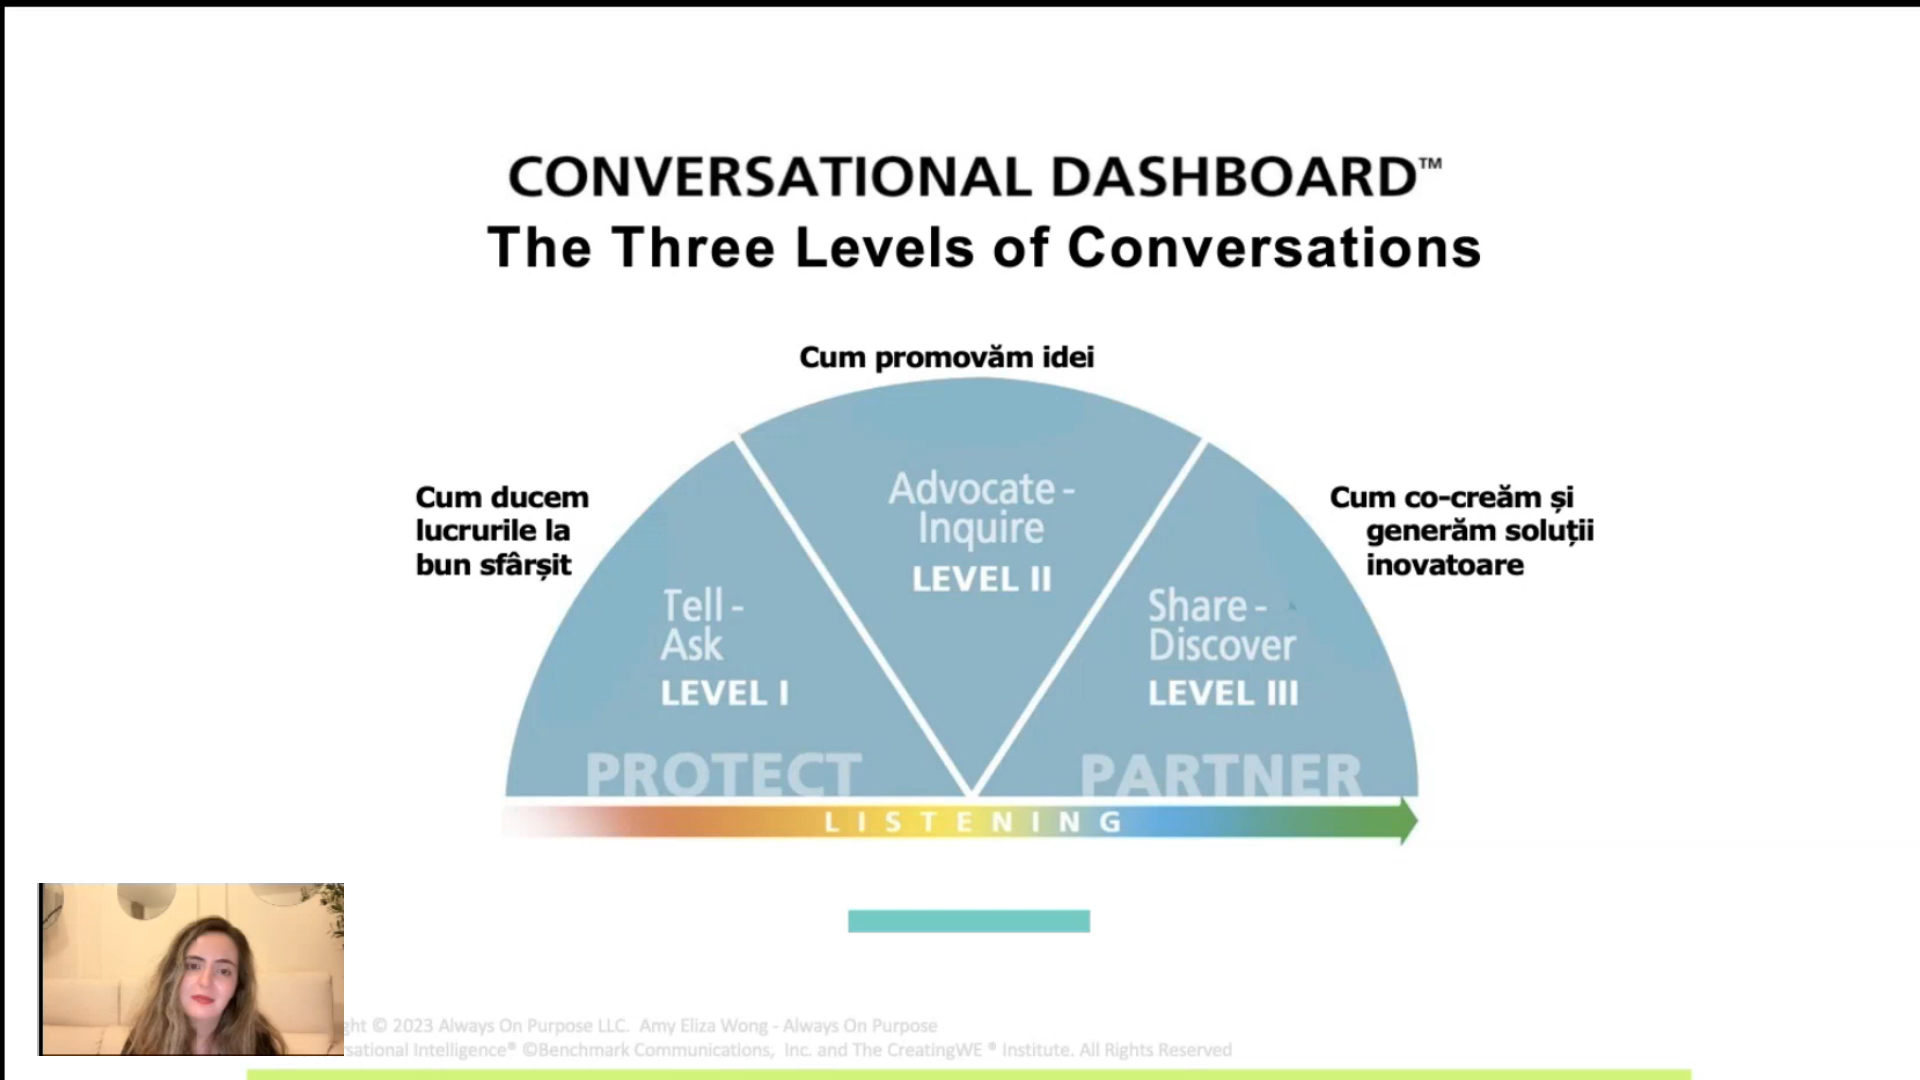 CONVERSATIONAL DASHBOARD™
The Three Levels of Conversations
Cum promovăm idei
Cum ducem
lucrurile la
bun sfârșit
Advocate -
Inquire
LEVEL II
Cum co-creăm și
generăm soluții
inovatoare
Tell -
Ask
LEVEL I
Share -
Discover
LEVEL III
PROTECT
PARTNER
LISTENING
ght © 2023 Always On Purpose LLC. Amy Eliza Wong - Always On Purpose
rsational Intelligence® ©Benchmark Communications, Inc. and The CreatingWE ® Institute. All Rights Reserved